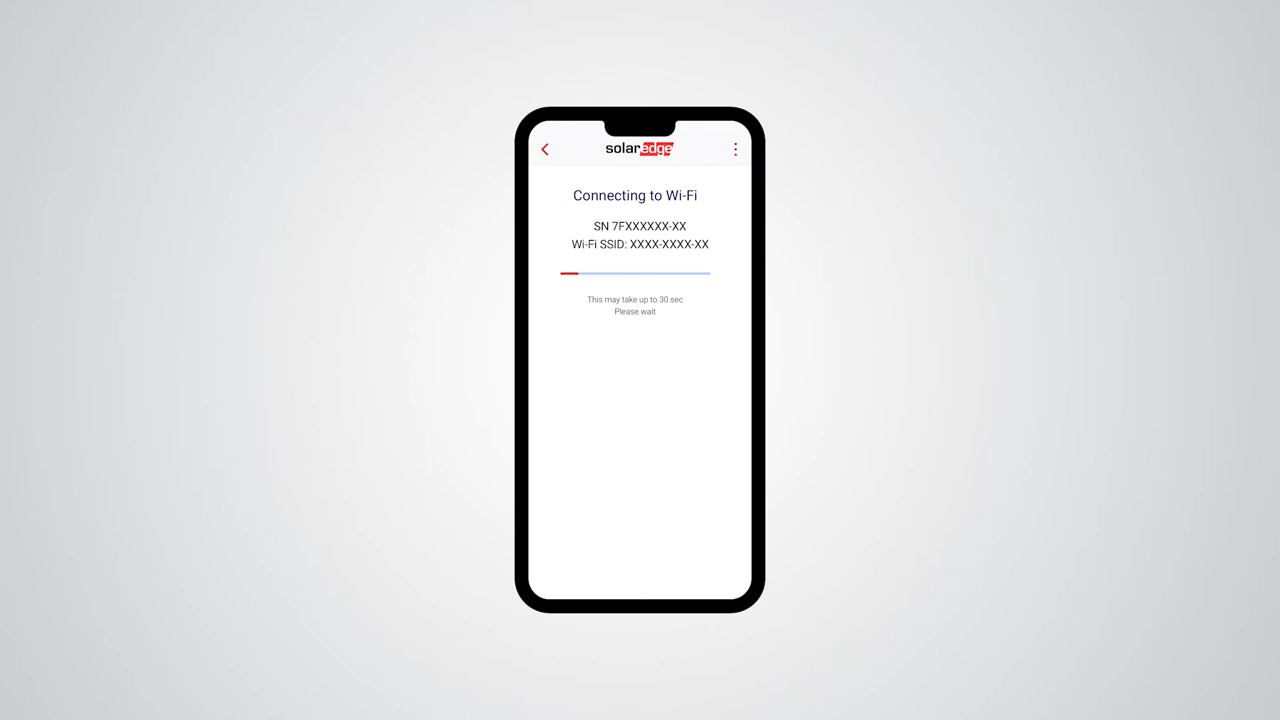 solaredge
Connecting to Wi-Fi
SN 7FXXXXXX-XX
Wi-Fi SSID: XXXX-XXXX-XX
This may take up to 30 sec
Please wait